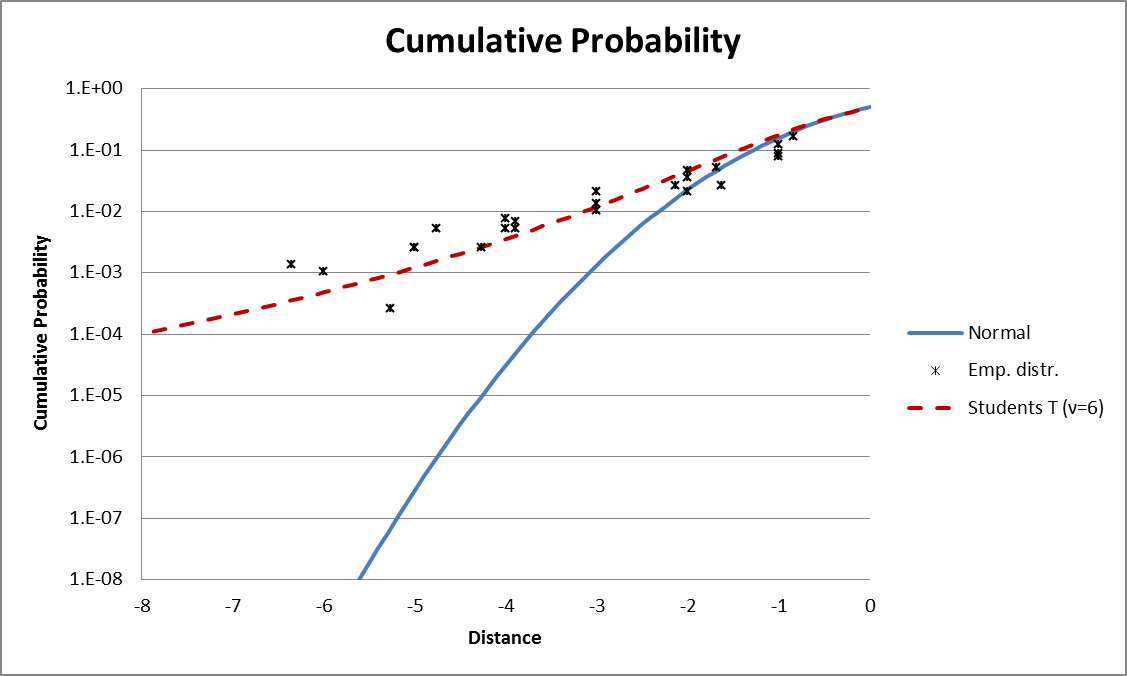 Cumulative Probability
1.E+00
1.E-01
1.E-02
1.E-03
1.E-04
1.E-05
1.E-06
1.E-07
1.E-08
Cumulative Probability
-8 -7 -6 -5 -4 -3 -2 -1 0
Distance
Normal
Emp. distr.
Students T (ν=6)